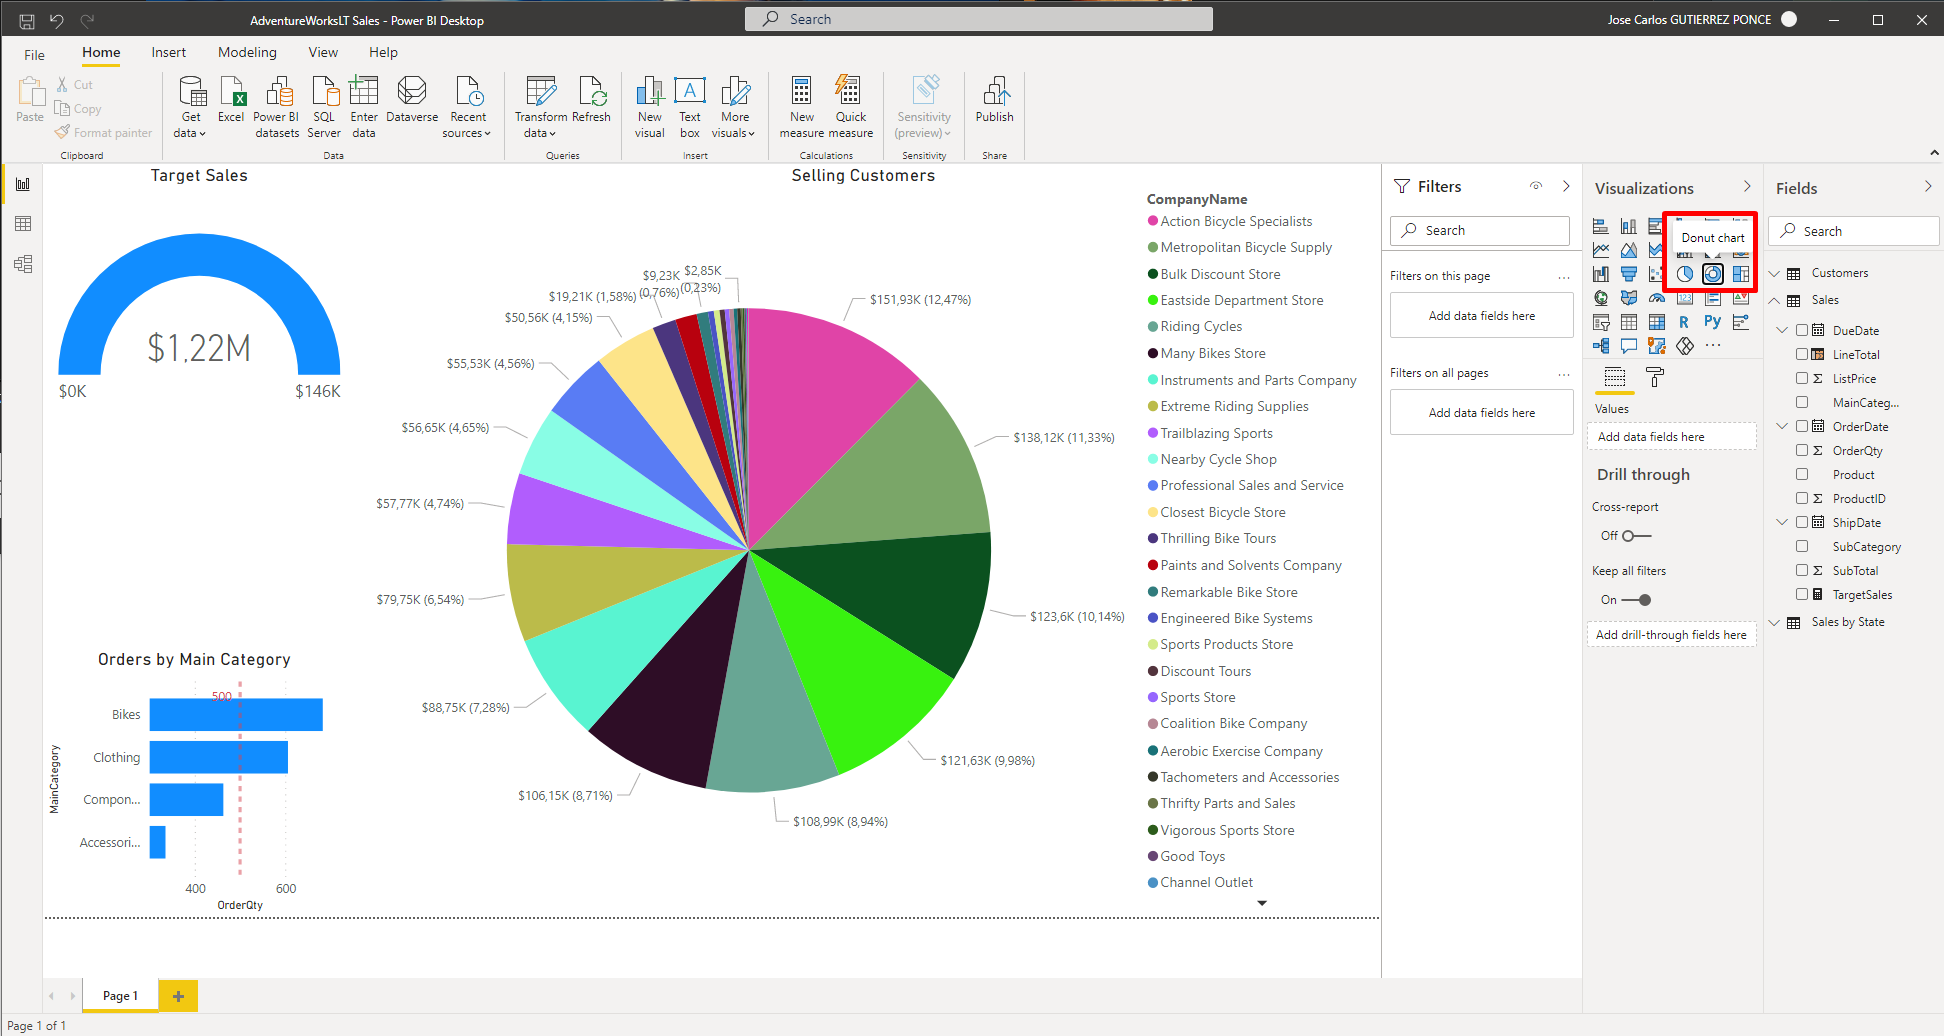 AdventureWorksLT Sales - Power BI Desktop
Search
Jose Carlos GUTIERREZ PONCE
File
Home
Insert
Modeling
View
Help
Paste
Cut
Copy
Format painter
Clipboard
Get data
Excel
Power BI datasets
SQL Server
Enter data
Dataverse
Recent sources
Data
Transform data
Refresh
Queries
New visual
Text box
More visuals
Insert
New measure
Quick measure
Calculations
Sensitivity (preview)
Sensitivity
Publish
Share
Target Sales
$1,22M
$0K
$146K
Orders by Main Category
500
Bikes
Clothing
Compon...
Accessori...
MainCategory
400
600
OrderQty
Selling Customers
$151,93K (12,47%)
$138,12K (11,33%)
$123,6K (10,14%)
$121,63K (9,98%)
$108,99K (8,94%)
$106,15K (8,71%)
$88,75K (7,28%)
$79,75K (6,54%)
$57,77K (4,74%)
$56,65K (4,65%)
$55,53K (4,56%)
$50,56K (4,15%)
$19,21K (1,58%)
$9,23K (0,76%)
$2,85K (0,23%)
CompanyName
Action Bicycle Specialists
Metropolitan Bicycle Supply
Bulk Discount Store
Eastside Department Store
Riding Cycles
Many Bikes Store
Instruments and Parts Company
Extreme Riding Supplies
Trailblazing Sports
Nearby Cycle Shop
Professional Sales and Service
Closest Bicycle Store
Thrilling Bike Tours
Paints and Solvents Company
Remarkable Bike Store
Engineered Bike Systems
Sports Products Store
Discount Tours
Sports Store
Coalition Bike Company
Aerobic Exercise Company
Tachometers and Accessories
Thrifty Parts and Sales
Vigorous Sports Store
Good Toys
Channel Outlet
Filters
Search
Filters on this page
...
Add data fields here
Filters on all pages
...
Add data fields here
Visualizations
Donut chart
123
R
Py
...
Values
Add data fields here
Drill through
Cross-report
Off
Keep all filters
On
Add drill-through fields here
Fields
Search
Customers
Sales
DueDate
LineTotal
Σ ListPrice
MainCateg...
OrderDate
Σ OrderQty
Product
Σ ProductID
ShipDate
SubCategory
Σ SubTotal
TargetSales
Sales by State
Page 1
+
Page 1 of 1